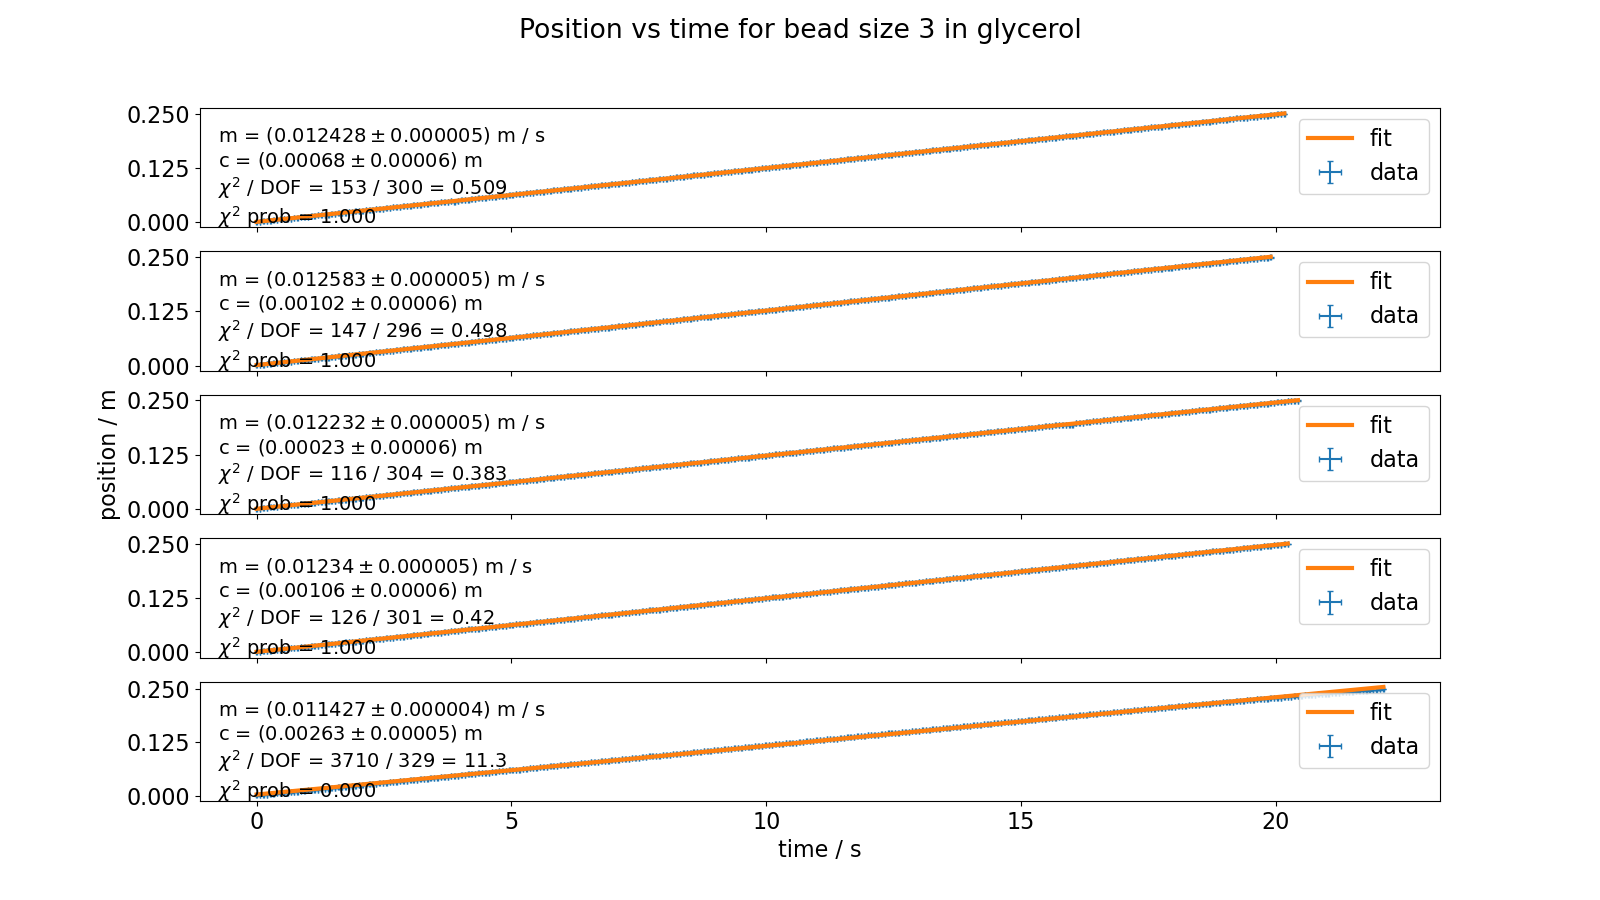 Position vs time for bead size 3 in glycerol
0.250
0.125
0.000
m = (0.012428 ± 0.000005) m / s
c = (0.00068 ± 0.00006) m
χ² / DOF = 153 / 300 = 0.509
χ² prob = 1.000
fit
data
0.250
0.125
0.000
m = (0.012583 ± 0.000005) m / s
c = (0.00102 ± 0.00006) m
χ² / DOF = 147 / 296 = 0.498
χ² prob = 1.000
fit
data
position / m
0.250
0.125
0.000
m = (0.012232 ± 0.000005) m / s
c = (0.00023 ± 0.00006) m
χ² / DOF = 116 / 304 = 0.383
χ² prob = 1.000
fit
data
0.250
0.125
0.000
m = (0.01234 ± 0.000005) m / s
c = (0.00106 ± 0.00006) m
χ² / DOF = 126 / 301 = 0.42
χ² prob = 1.000
fit
data
0.250
0.125
0.000
m = (0.011427 ± 0.000004) m / s
c = (0.00263 ± 0.00005) m
χ² / DOF = 3710 / 329 = 11.3
χ² prob = 0.000
fit
data
0 5 10 15 20
time / s